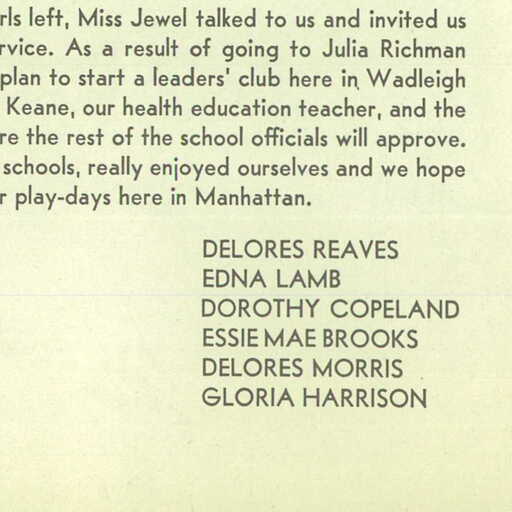 rls left, Miss Jewel talked to us and invited us
rvice. As a result of going to Julia Richman
plan to start a leaders' club here in Wadleigh
Keane, our health education teacher, and the
re the rest of the school officials will approve.
schools, really enjoyed ourselves and we hope
r play-days here in Manhattan.
DELORES REAVES
EDNA LAMB
DOROTHY COPELAND
ESSIE MAE BROOKS
DELORES MORRIS
GLORIA HARRISON